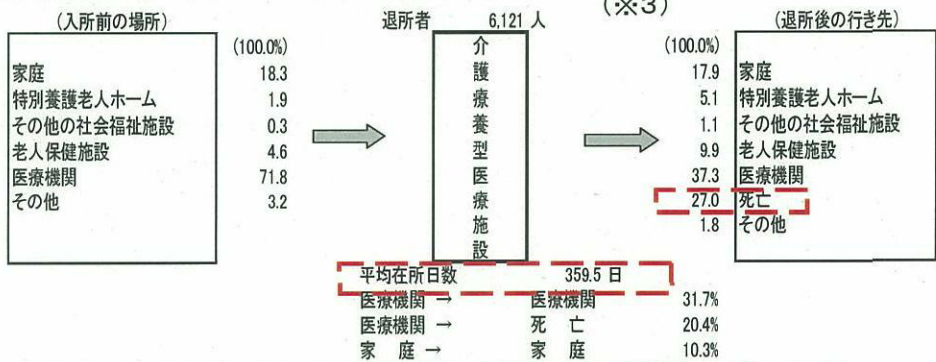 (※3)
(入所前の場所)
(100.0%)
家庭 18.3
特別養護老人ホーム 1.9
その他の社会福祉施設 0.3
老人保健施設 4.6
医療機関 71.8
その他 3.2
退所者 6,121 人
介
護
療
養
型
医
療
施
設
(退所後の行き先)
(100.0%)
17.9 家庭
5.1 特別養護老人ホーム
1.1 その他の社会福祉施設
9.9 老人保健施設
37.3 医療機関
27.0 死亡
1.8 その他
平均在所日数 359.5 日
医療機関 → 医療機関 31.7%
医療機関 → 死 亡 20.4%
家 庭 → 家 庭 10.3%